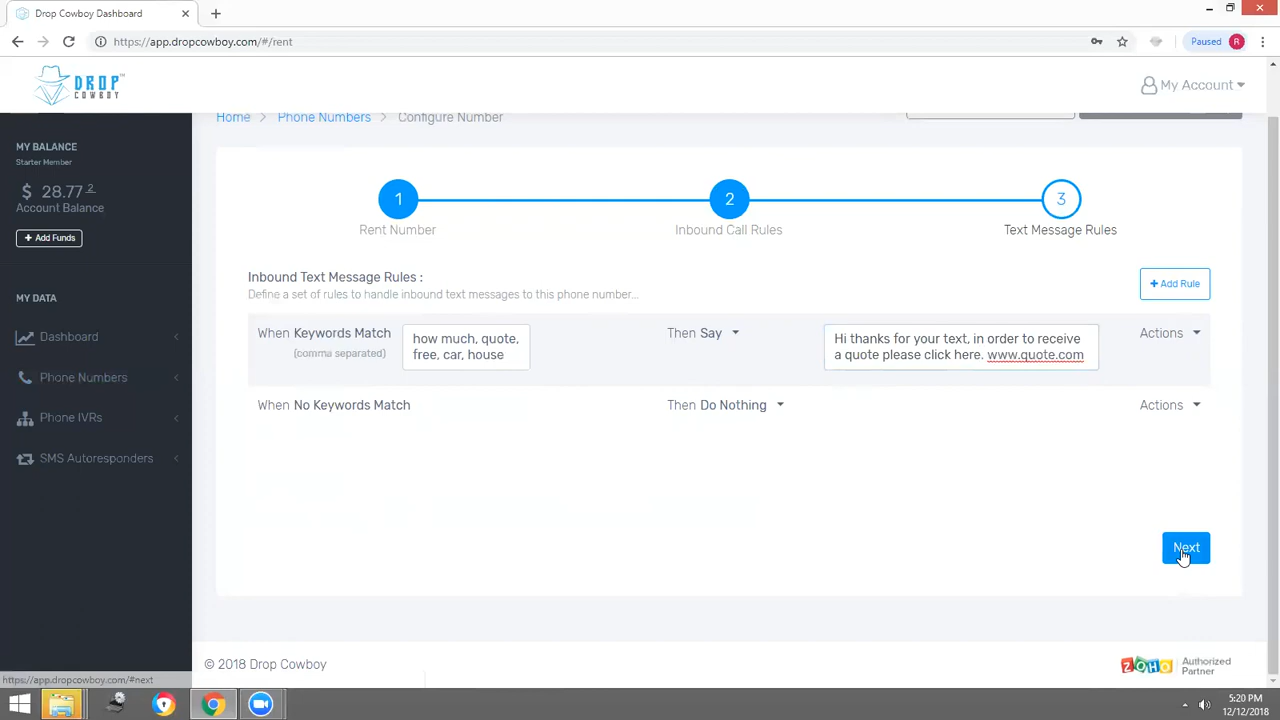 Drop Cowboy Dashboard
https://app.dropcowboy.com/#/rent
Paused R
DROP COWBOY
My Account
MY BALANCE
Starter Member
$ 28.77 2
Account Balance
+ Add Funds
MY DATA
Dashboard
Phone Numbers
Phone IVRs
SMS Autoresponders
Home > Phone Numbers > Configure Number
1
2
3
Rent Number
Inbound Call Rules
Text Message Rules
Inbound Text Message Rules :
Define a set of rules to handle inbound text messages to this phone number...
+ Add Rule
When Keywords Match
(comma separated)
how much, quote,
free, car, house
Then Say
Hi thanks for your text, in order to receive
a quote please click here. www.quote.com
Actions
When No Keywords Match
Then Do Nothing
Actions
Next
© 2018 Drop Cowboy
ZOHO Authorized
Partner
https://app.dropcowboy.com/#next
5:20 PM
12/12/2018